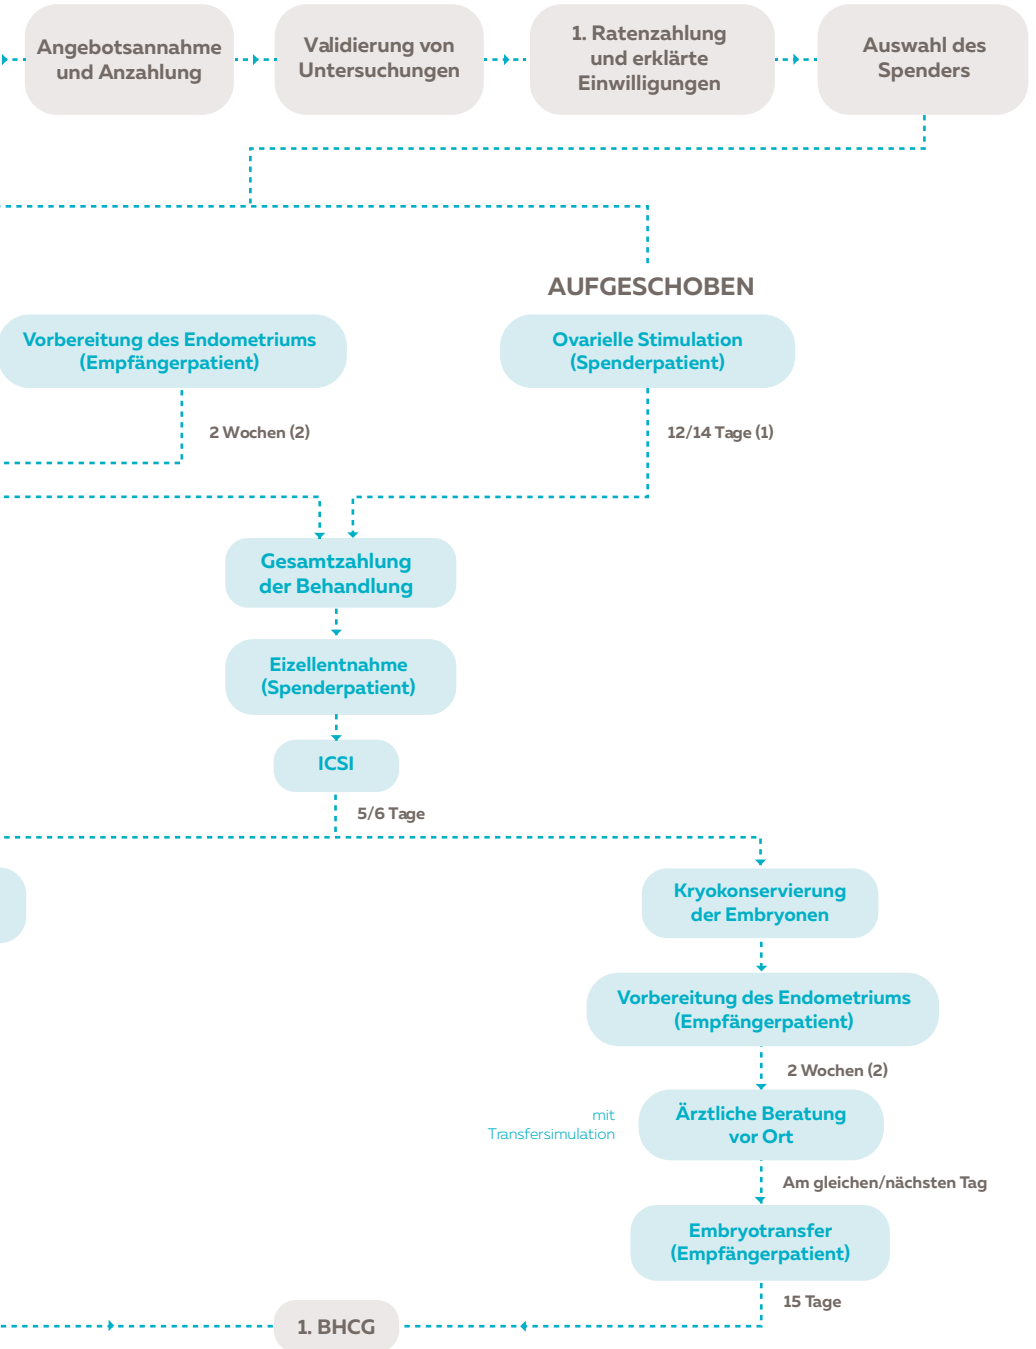 Angebotsannahme
und Anzahlung
Validierung von
Untersuchungen
1. Ratenzahlung
und erklärte
Einwilligungen
Auswahl des
Spenders
AUFGESCHOBEN
Vorbereitung des Endometriums
(Empfängerpatient)
Ovarielle Stimulation
(Spenderpatient)
2 Wochen (2)
12/14 Tage (1)
Gesamtzahlung
der Behandlung
Eizellentnahme
(Spenderpatient)
ICSI
5/6 Tage
Kryokonservierung
der Embryonen
Vorbereitung des Endometriums
(Empfängerpatient)
2 Wochen (2)
mit
Transfersimulation
Ärztliche Beratung
vor Ort
Am gleichen/nächsten Tag
Embryotransfer
(Empfängerpatient)
15 Tage
1. BHCG